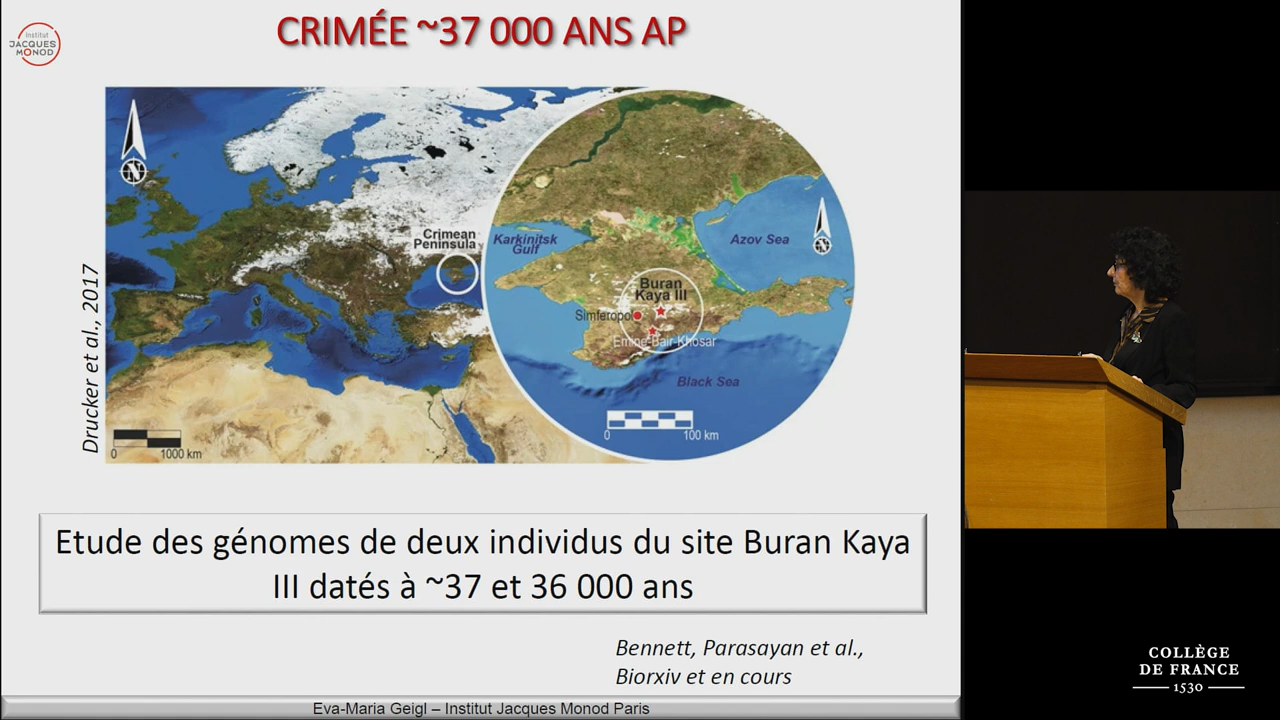 CRIMÉE ~37 000 ANS AP
Institut
JACQUES
MONOD
N
Crimean
Peninsula
Karkinitsk
Gulf
Azov Sea
N
Buran
Kaya III
Simferopol
Emine-Bair-Khosar
Black Sea
0 100 km
0 1000 km
Drucker et al., 2017
Etude des génomes de deux individus du site Buran Kaya
III datés à ~37 et 36 000 ans
Bennett, Parasayan et al.,
Biorxiv et en cours
Eva-Maria Geigl – Institut Jacques Monod Paris
COLLÈGE
DE FRANCE
1530